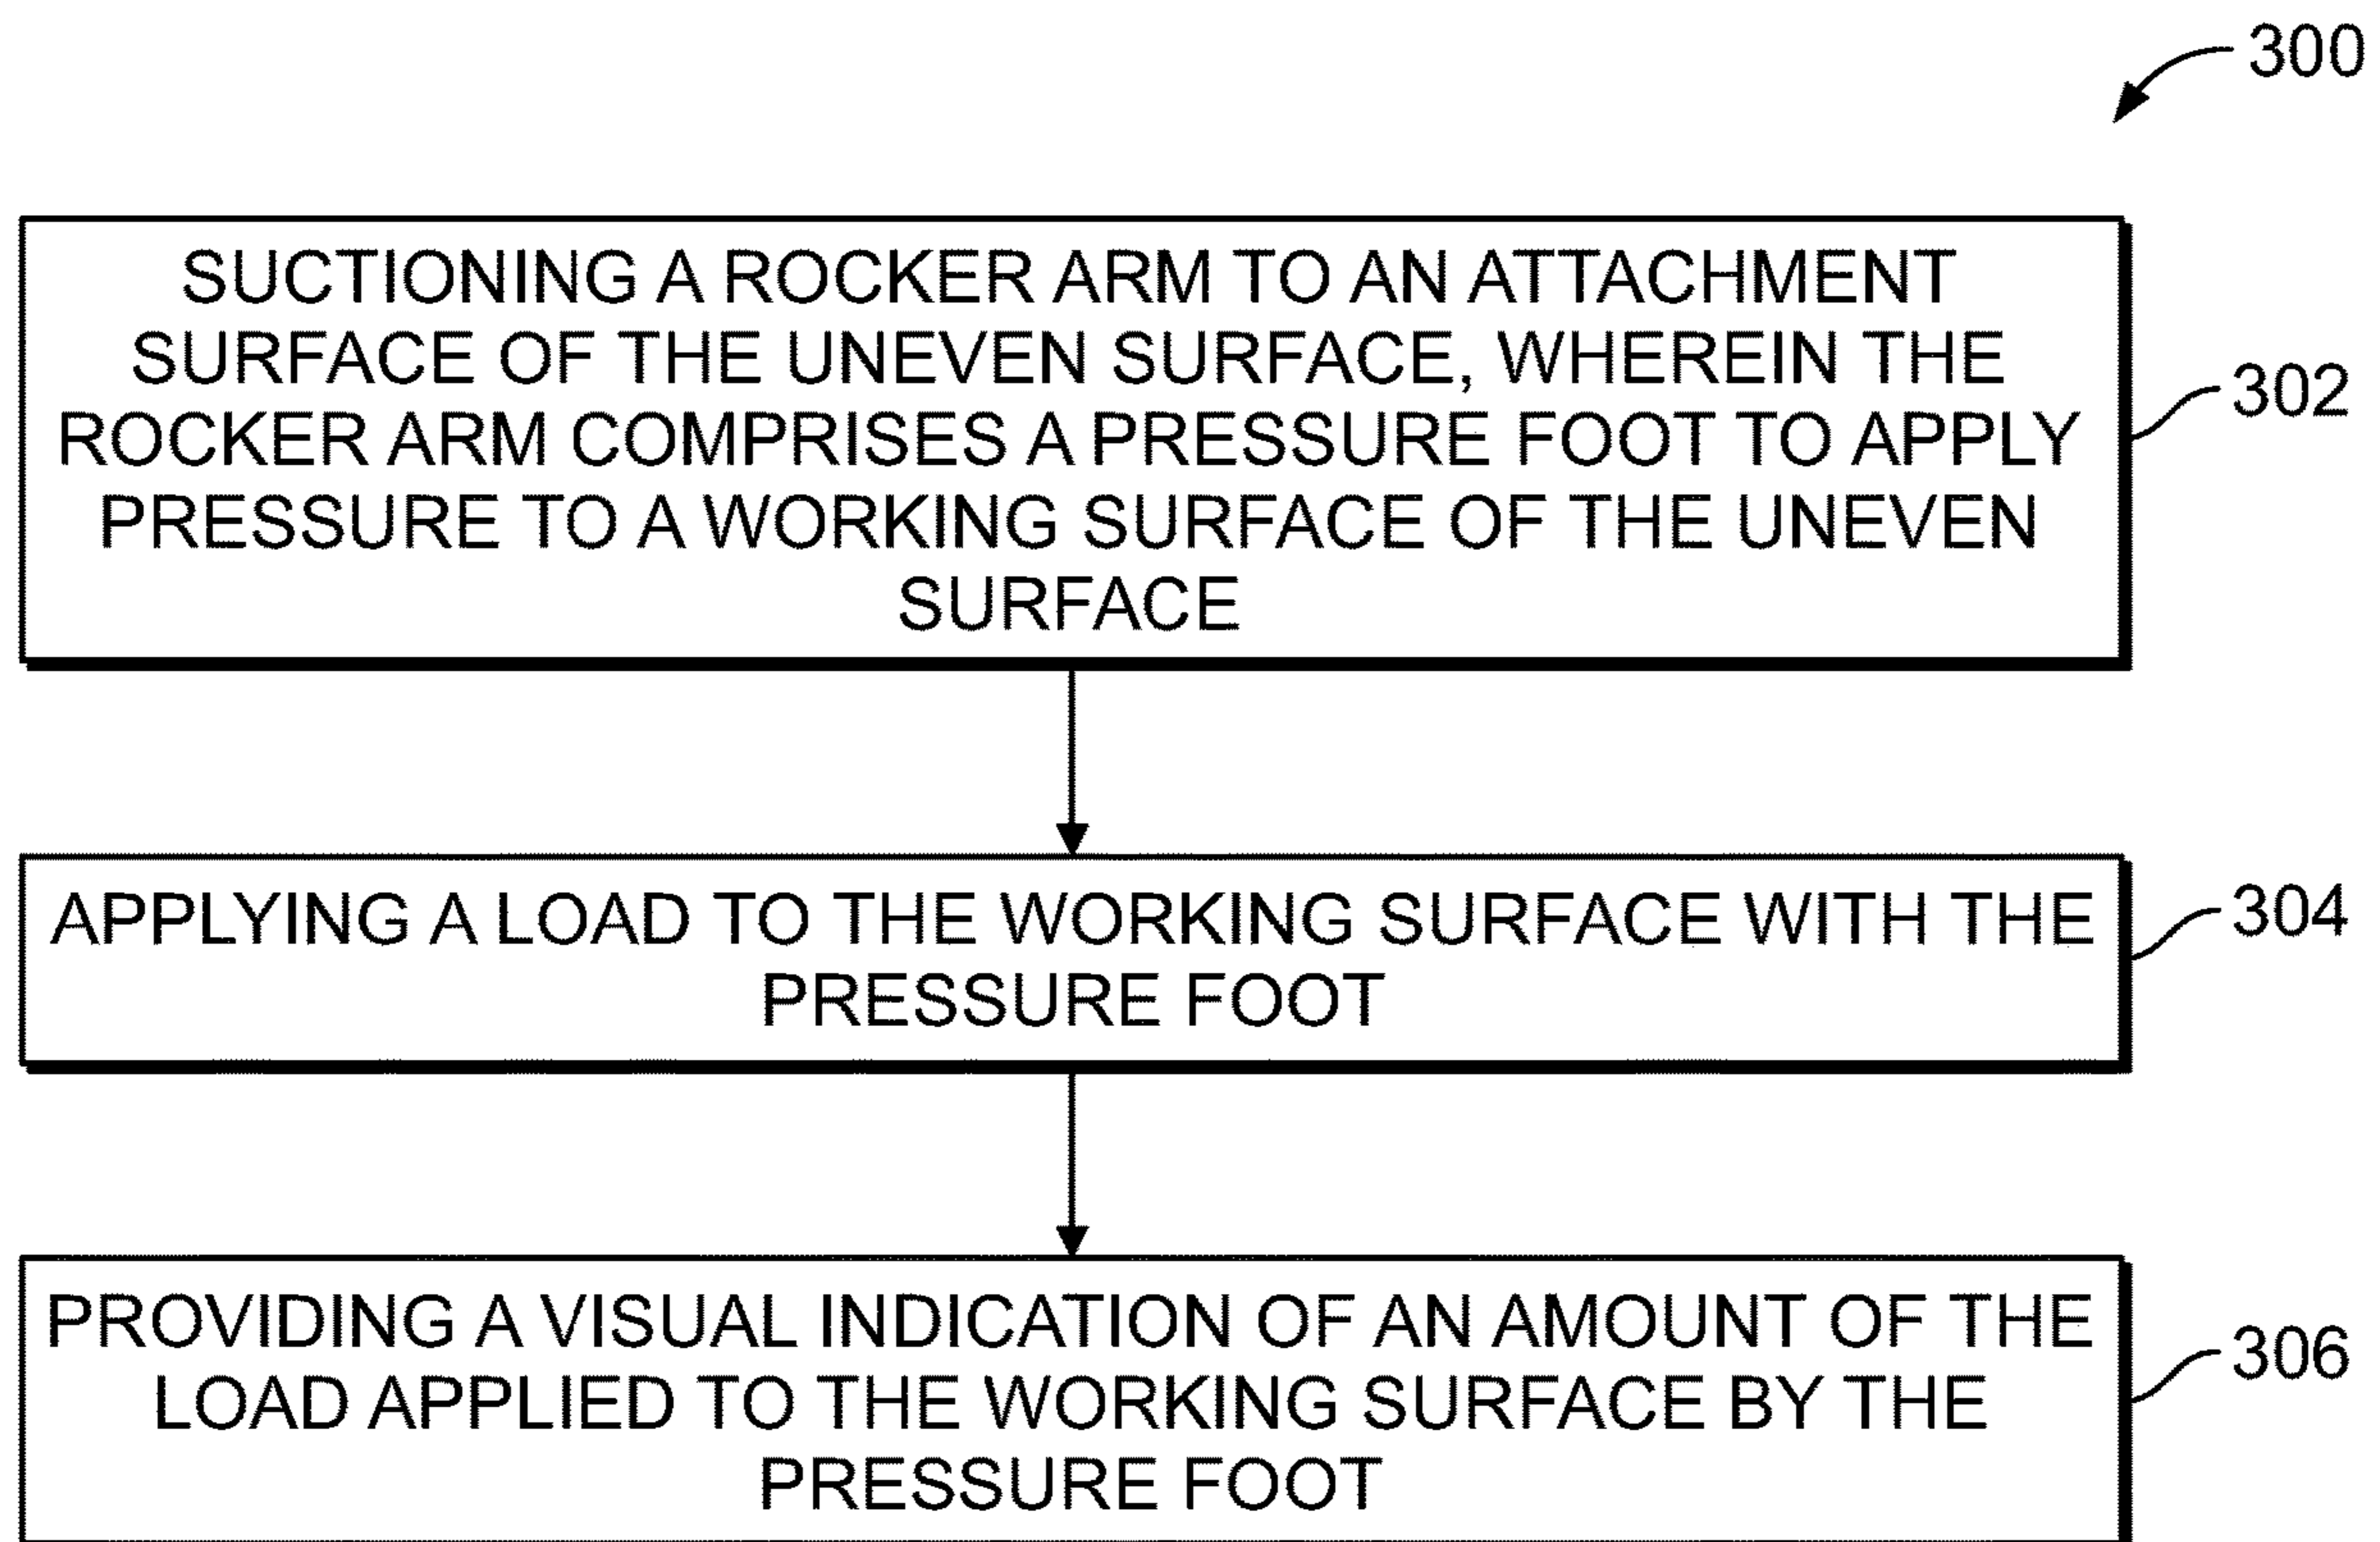 300
SUCTIONING A ROCKER ARM TO AN ATTACHMENT
SURFACE OF THE UNEVEN SURFACE, WHEREIN THE
ROCKER ARM COMPRISES A PRESSURE FOOT TO APPLY
PRESSURE TO A WORKING SURFACE OF THE UNEVEN
SURFACE
302
APPLYING A LOAD TO THE WORKING SURFACE WITH THE
PRESSURE FOOT
304
PROVIDING A VISUAL INDICATION OF AN AMOUNT OF THE
LOAD APPLIED TO THE WORKING SURFACE BY THE
PRESSURE FOOT
306